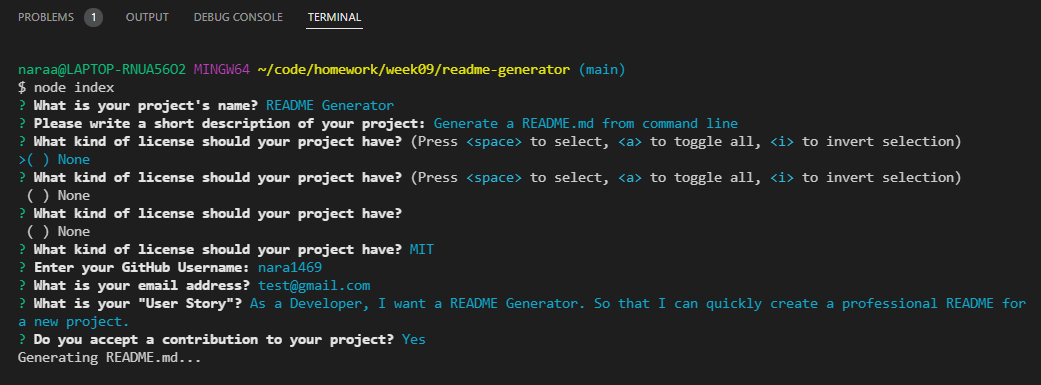 PROBLEMS 1 OUTPUT DEBUG CONSOLE TERMINAL
naraa@LAPTOP-RNUA56O2 MINGW64 ~/code/homework/week09/readme-generator (main)
$ node index
? What is your project's name? README Generator
? Please write a short description of your project: Generate a README.md from command line
? What kind of license should your project have? (Press <space> to select, <a> to toggle all, <i> to invert selection)
>( ) None
? What kind of license should your project have? (Press <space> to select, <a> to toggle all, <i> to invert selection)
( ) None
? What kind of license should your project have?
( ) None
? What kind of license should your project have? MIT
? Enter your GitHub Username: nara1469
? What is your email address? test@gmail.com
? What is your "User Story"? As a Developer, I want a README Generator. So that I can quickly create a professional README for
a new project.
? Do you accept a contribution to your project? Yes
Generating README.md...